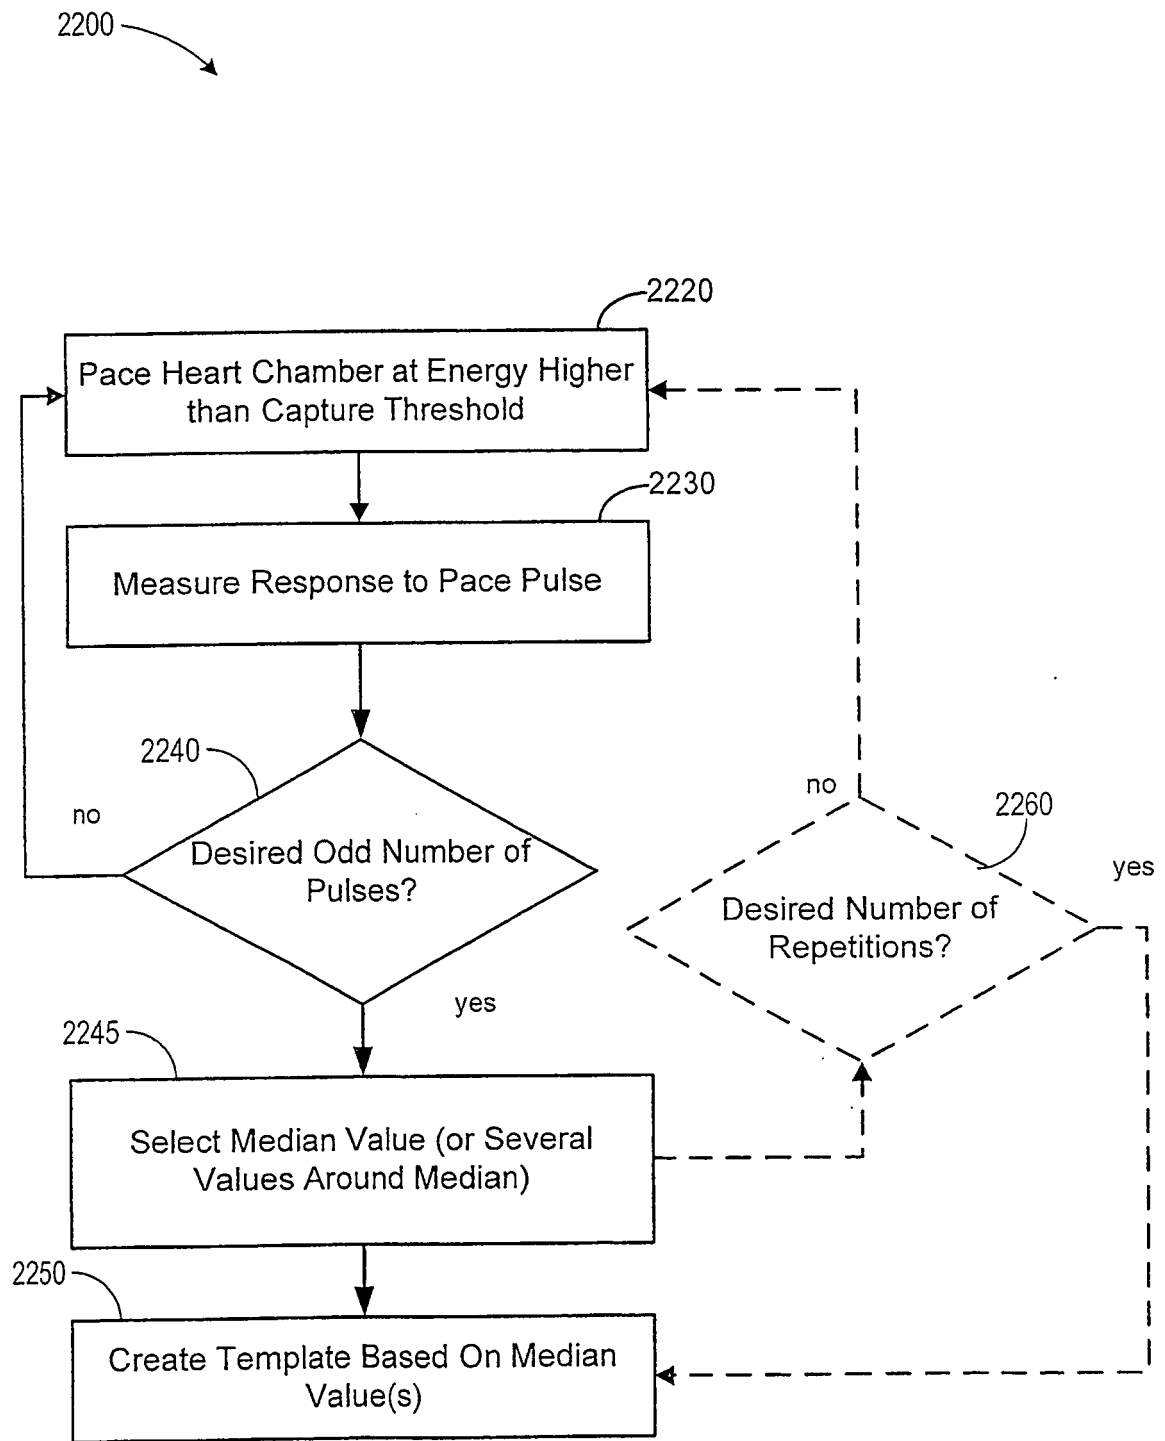 2200
2220
Pace Heart Chamber at Energy Higher
than Capture Threshold
2230
Measure Response to Pace Pulse
2240
no
Desired Odd Number of
Pulses?
yes
no
2260
yes
Desired Number of
Repetitions?
2245
Select Median Value (or Several
Values Around Median)
2250
Create Template Based On Median
Value(s)